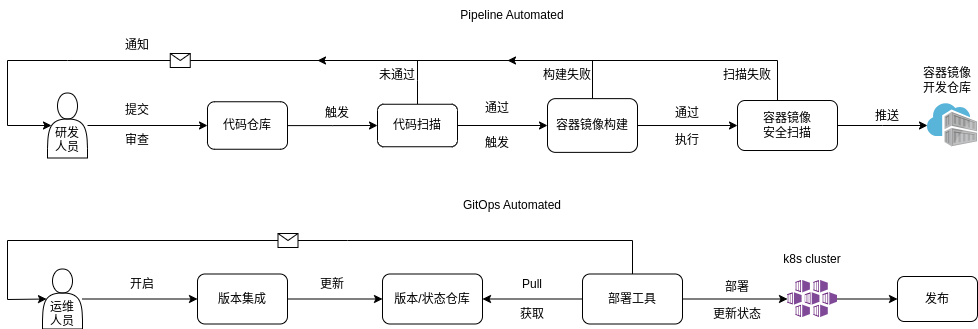 Pipeline Automated
通知
未通过
构建失败
扫描失败
容器镜像
开发仓库
研发
人员
提交
审查
代码仓库
触发
代码扫描
通过
触发
容器镜像构建
通过
执行
容器镜像
安全扫描
推送
GitOps Automated
运维
人员
开启
版本集成
更新
版本/状态仓库
Pull
获取
部署工具
部署
更新状态
k8s cluster
发布